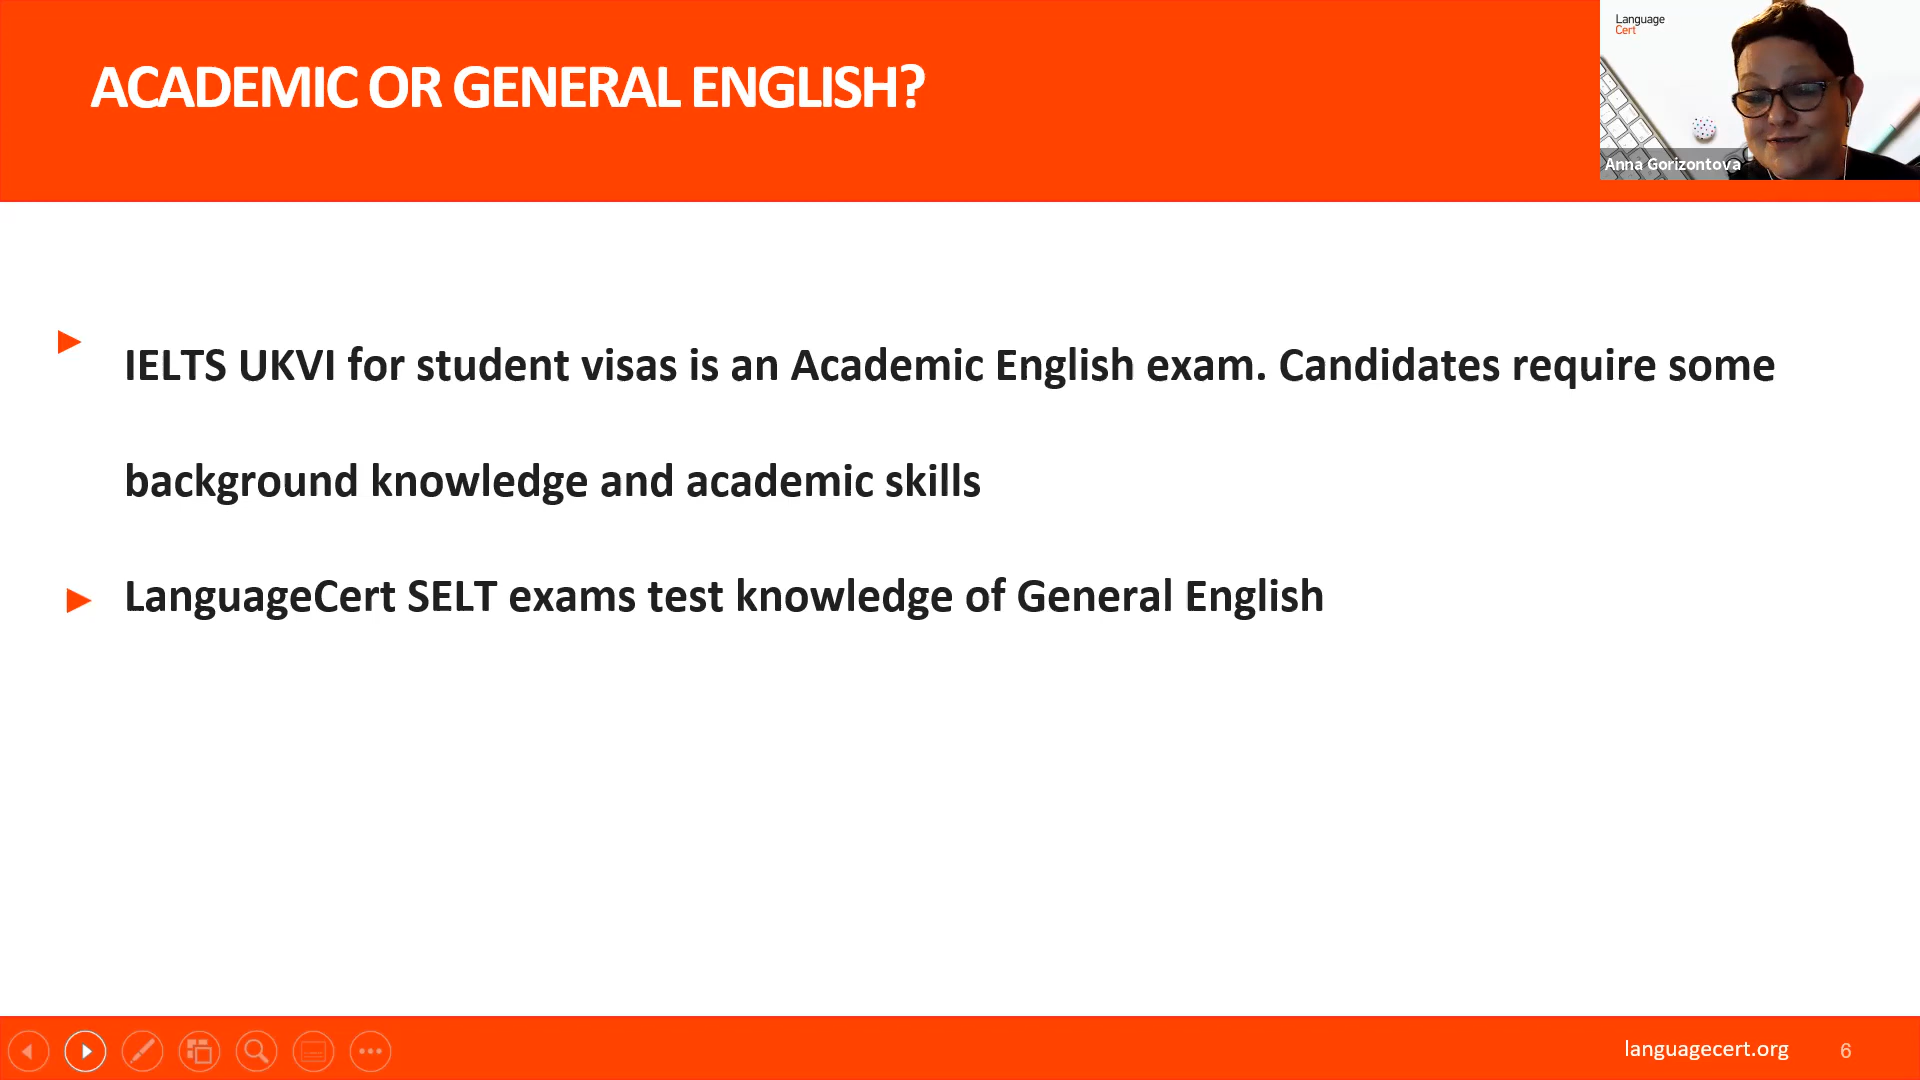 ACADEMIC OR GENERAL ENGLISH?
Language
Cert
Anna Gorizontova
IELTS UKVI for student visas is an Academic English exam. Candidates require some
background knowledge and academic skills
LanguageCert SELT exams test knowledge of General English
languagecert.org
6